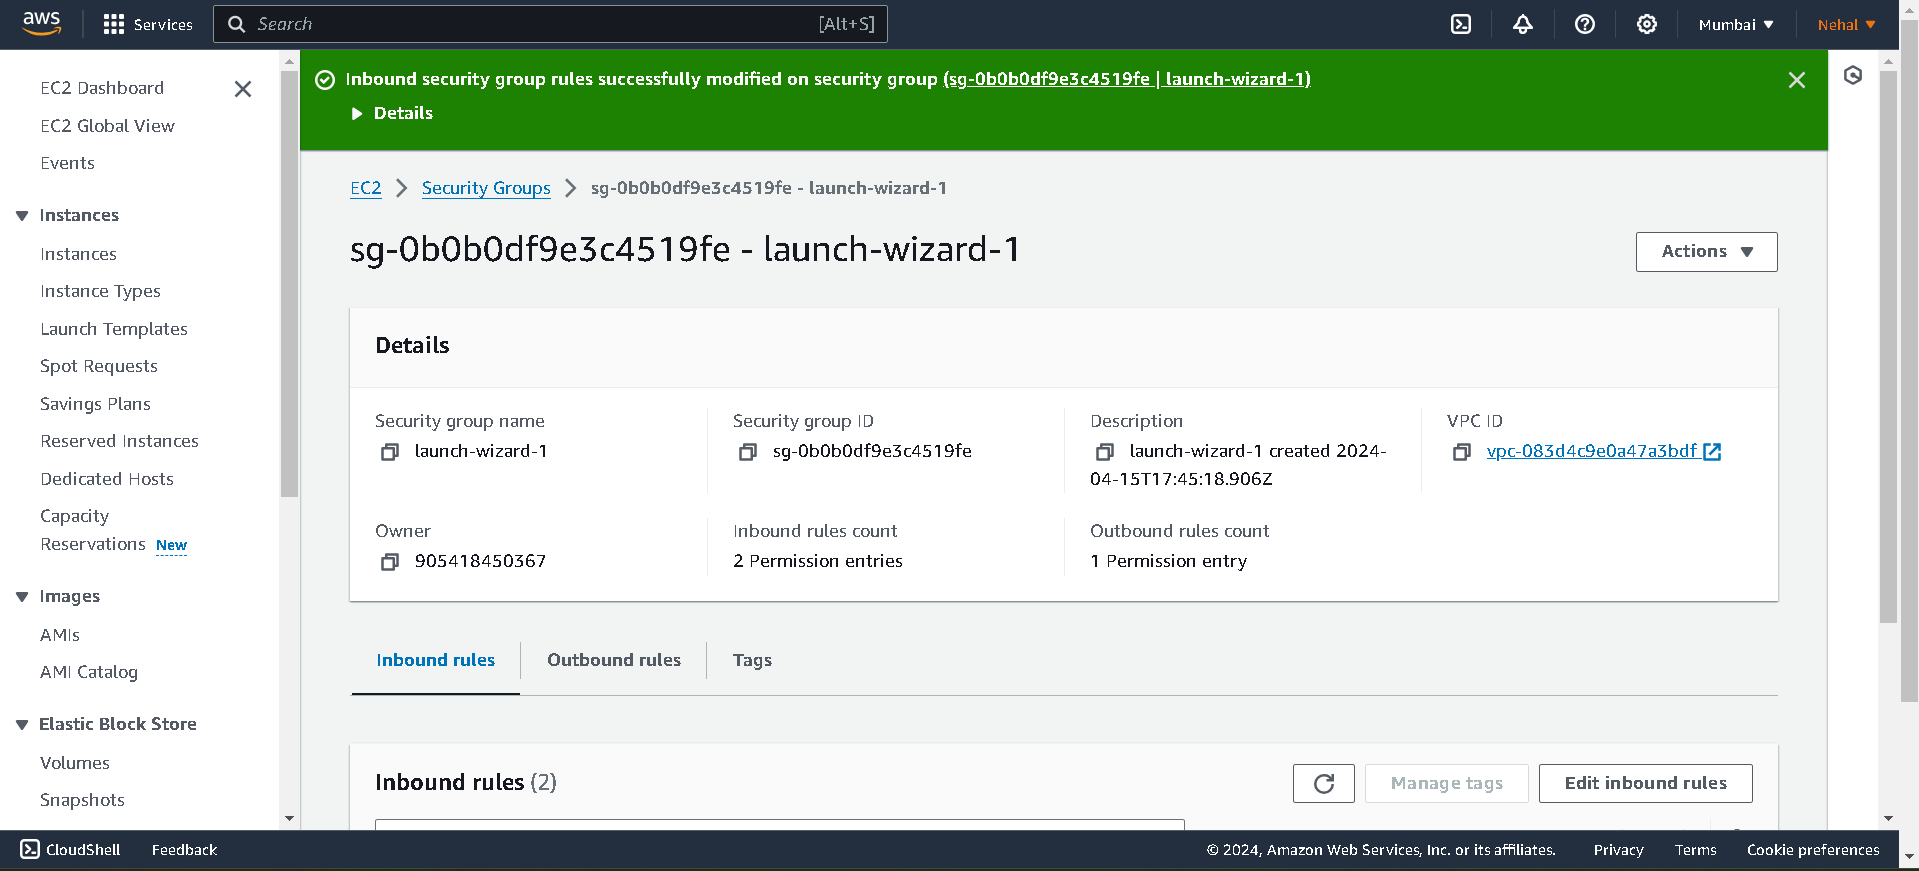 aws
Services
Search
[Alt+S]
Mumbai
Nehal
EC2 Dashboard
EC2 Global View
Events
Instances
Instances
Instance Types
Launch Templates
Spot Requests
Savings Plans
Reserved Instances
Dedicated Hosts
Capacity
Reservations New
Images
AMIs
AMI Catalog
Elastic Block Store
Volumes
Snapshots
Inbound security group rules successfully modified on security group (sg-0b0b0df9e3c4519fe | launch-wizard-1)
Details
EC2
Security Groups
sg-0b0b0df9e3c4519fe - launch-wizard-1
sg-0b0b0df9e3c4519fe - launch-wizard-1
Actions
Details
Security group name
launch-wizard-1
Security group ID
sg-0b0b0df9e3c4519fe
Description
launch-wizard-1 created 2024-
04-15T17:45:18.906Z
VPC ID
vpc-083d4c9e0a47a3bdf
Owner
905418450367
Inbound rules count
2 Permission entries
Outbound rules count
1 Permission entry
Inbound rules
Outbound rules
Tags
Inbound rules (2)
Manage tags
Edit inbound rules
CloudShell
Feedback
© 2024, Amazon Web Services, Inc. or its affiliates.
Privacy
Terms
Cookie preferences